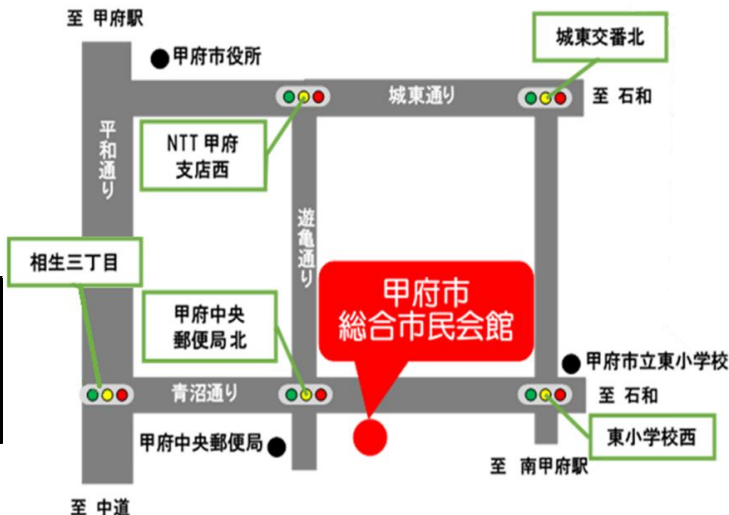 至 甲府駅
甲府市役所
城東交番北
城東通り
至 石和
平和通り
NTT 甲府
支店西
遊亀通り
相生三丁目
甲府市
総合市民会館
甲府中央
郵便局北
甲府市立東小学校
青沼通り
至 石和
甲府中央郵便局
東小学校西
至 南甲府駅
至 中道